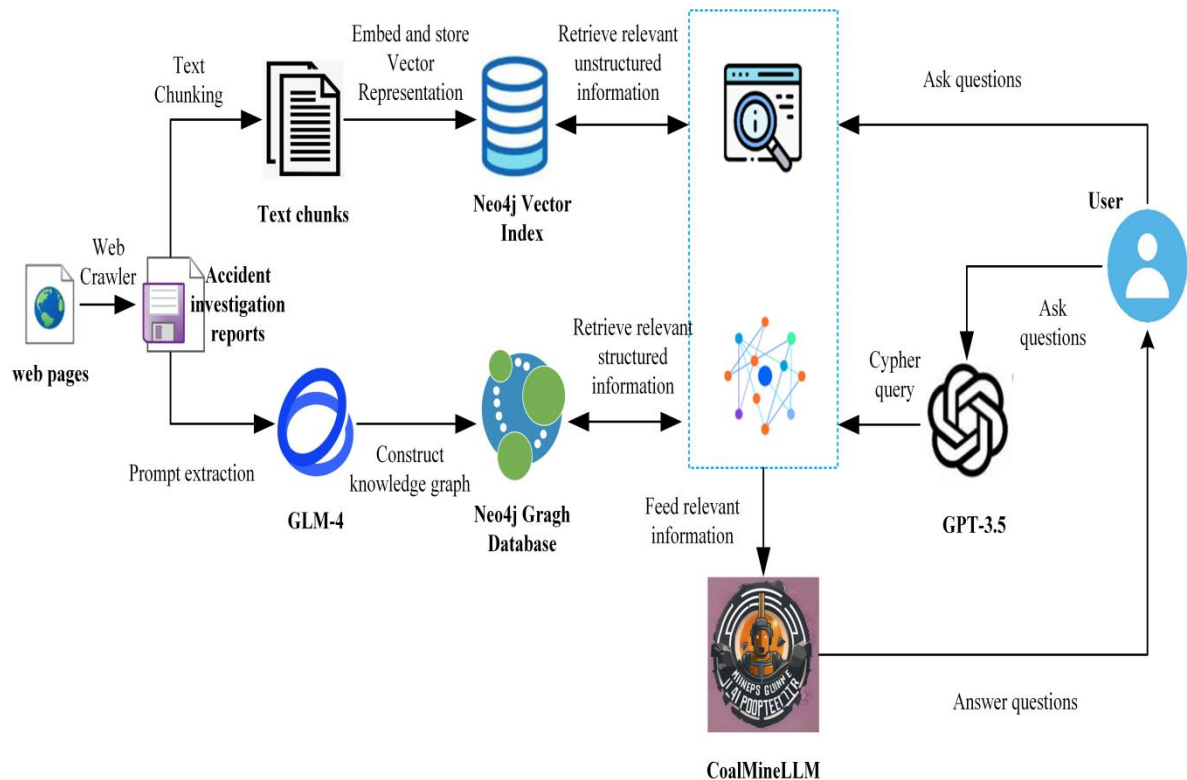 Text
Chunking
Embed and store
Vector
Representation
Retrieve relevant
unstructured
information
Ask questions
Text chunks
Neo4j Vector
Index
User
Web
Crawler
Accident
investigation
reports
web pages
Ask
questions
Retrieve relevant
structured
information
Cypher
query
Prompt extraction
Construct
knowledge graph
GLM-4
Neo4j Gragh
Database
Feed relevant
information
GPT-3.5
MINEPS GUINN'E
Answer questions
CoalMineLLM